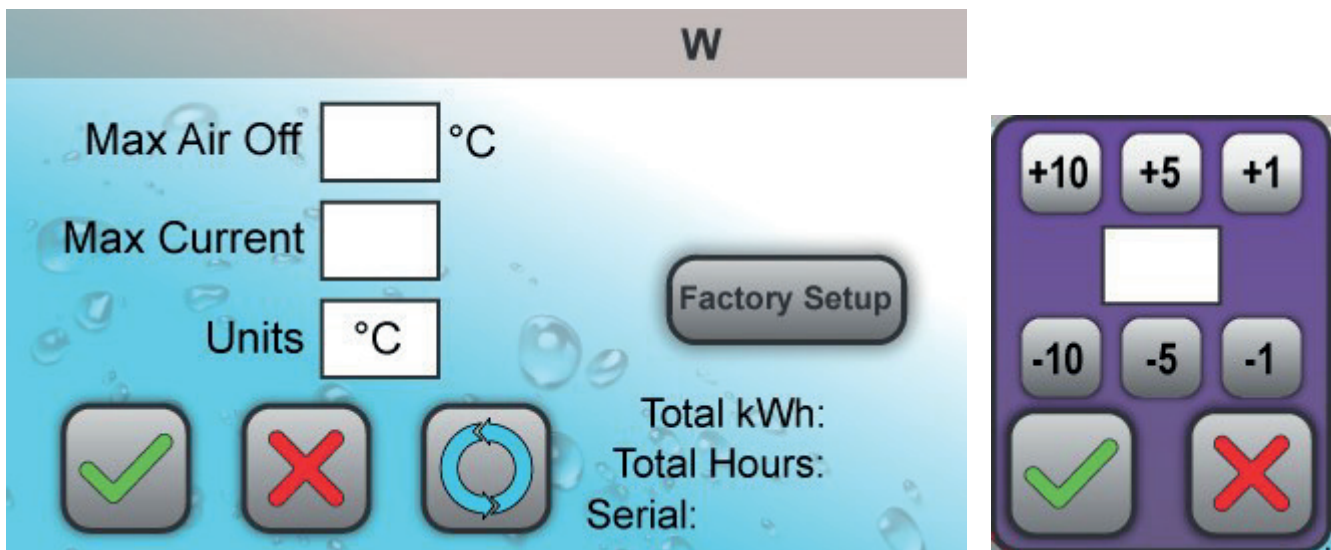 W
Max Air Off °C
Max Current
Units °C
Factory Setup
Total kWh:
Total Hours:
Serial:
+10 +5 +1
-10 -5 -1